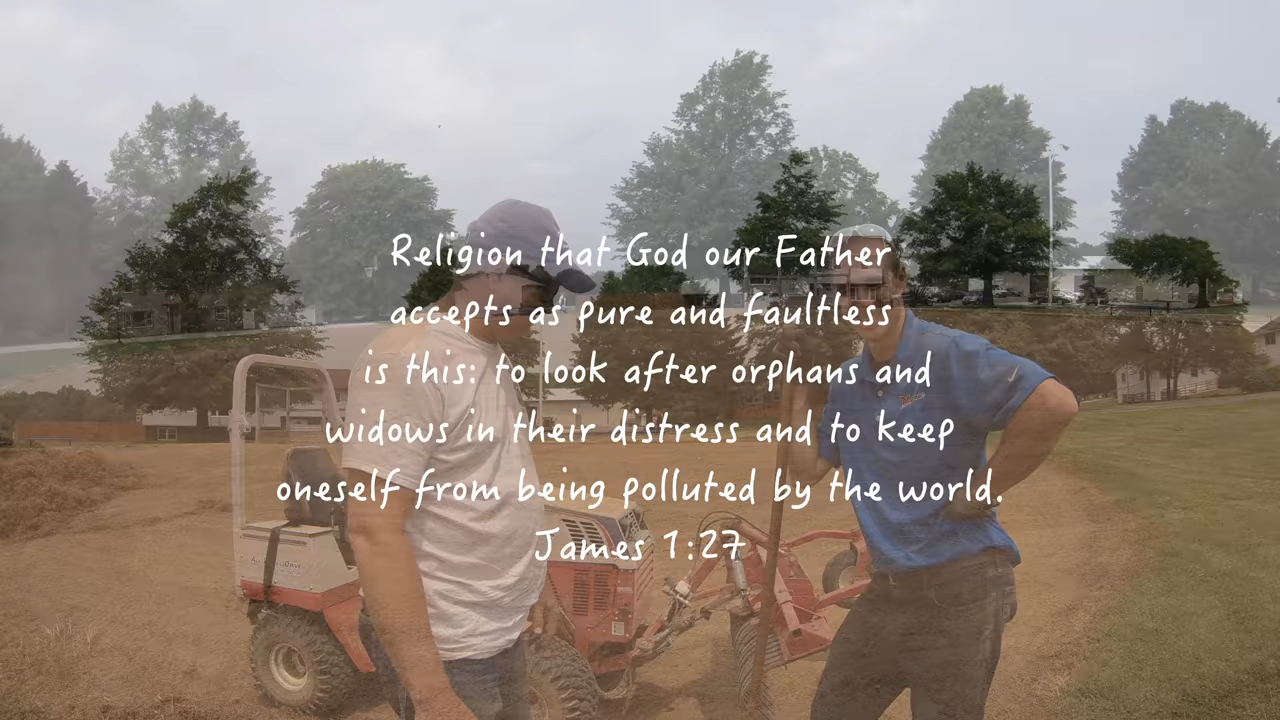 Religion that God our Father
accepts as pure and faultless
is this: to look after orphans and
widows in their distress and to keep
oneself from being polluted by the world.
James 1:27